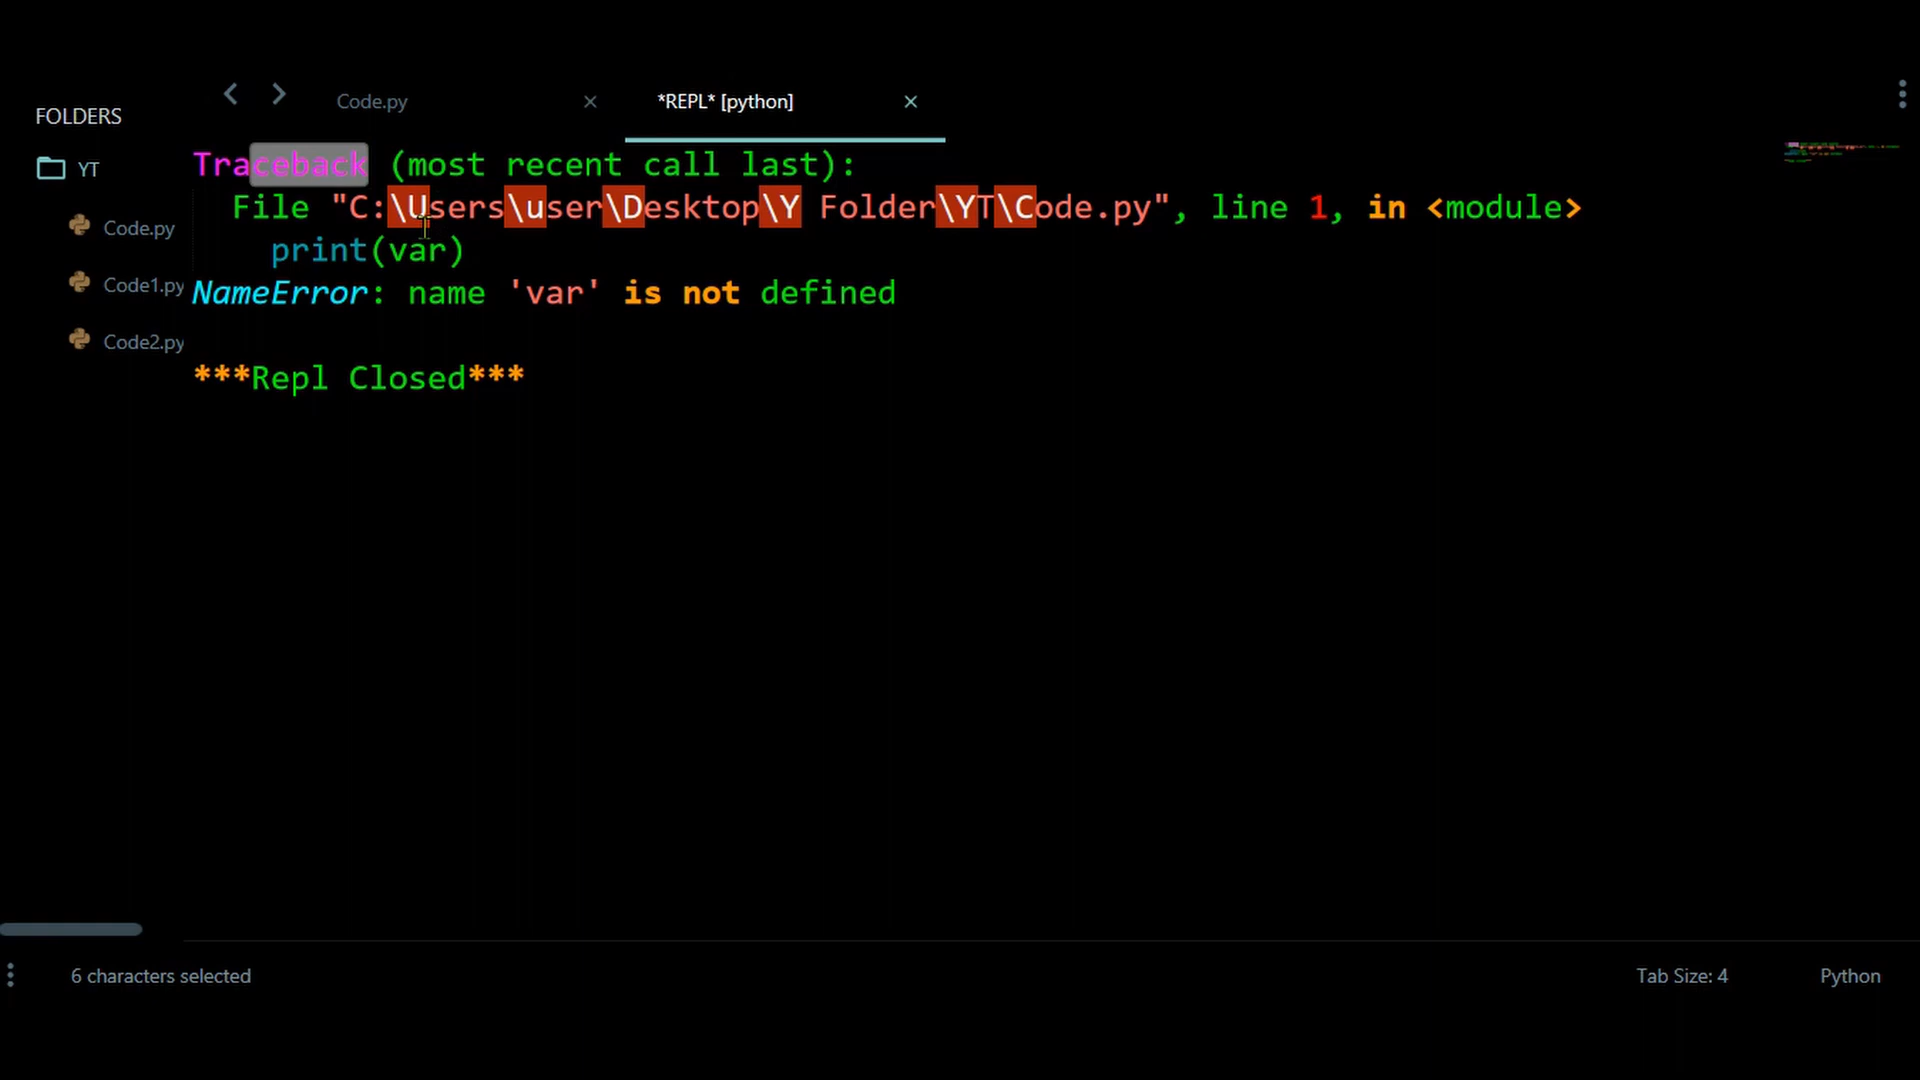 FOLDERS
YT
Code.py
Code1.py
Code2.py
Code.py
*REPL* [python]
Traceback (most recent call last):
  File "C:\Users\user\Desktop\Y Folder\YT\Code.py", line 1, in <module>
    print(var)
NameError: name 'var' is not defined
***Repl Closed***
6 characters selected
Tab Size: 4
Python